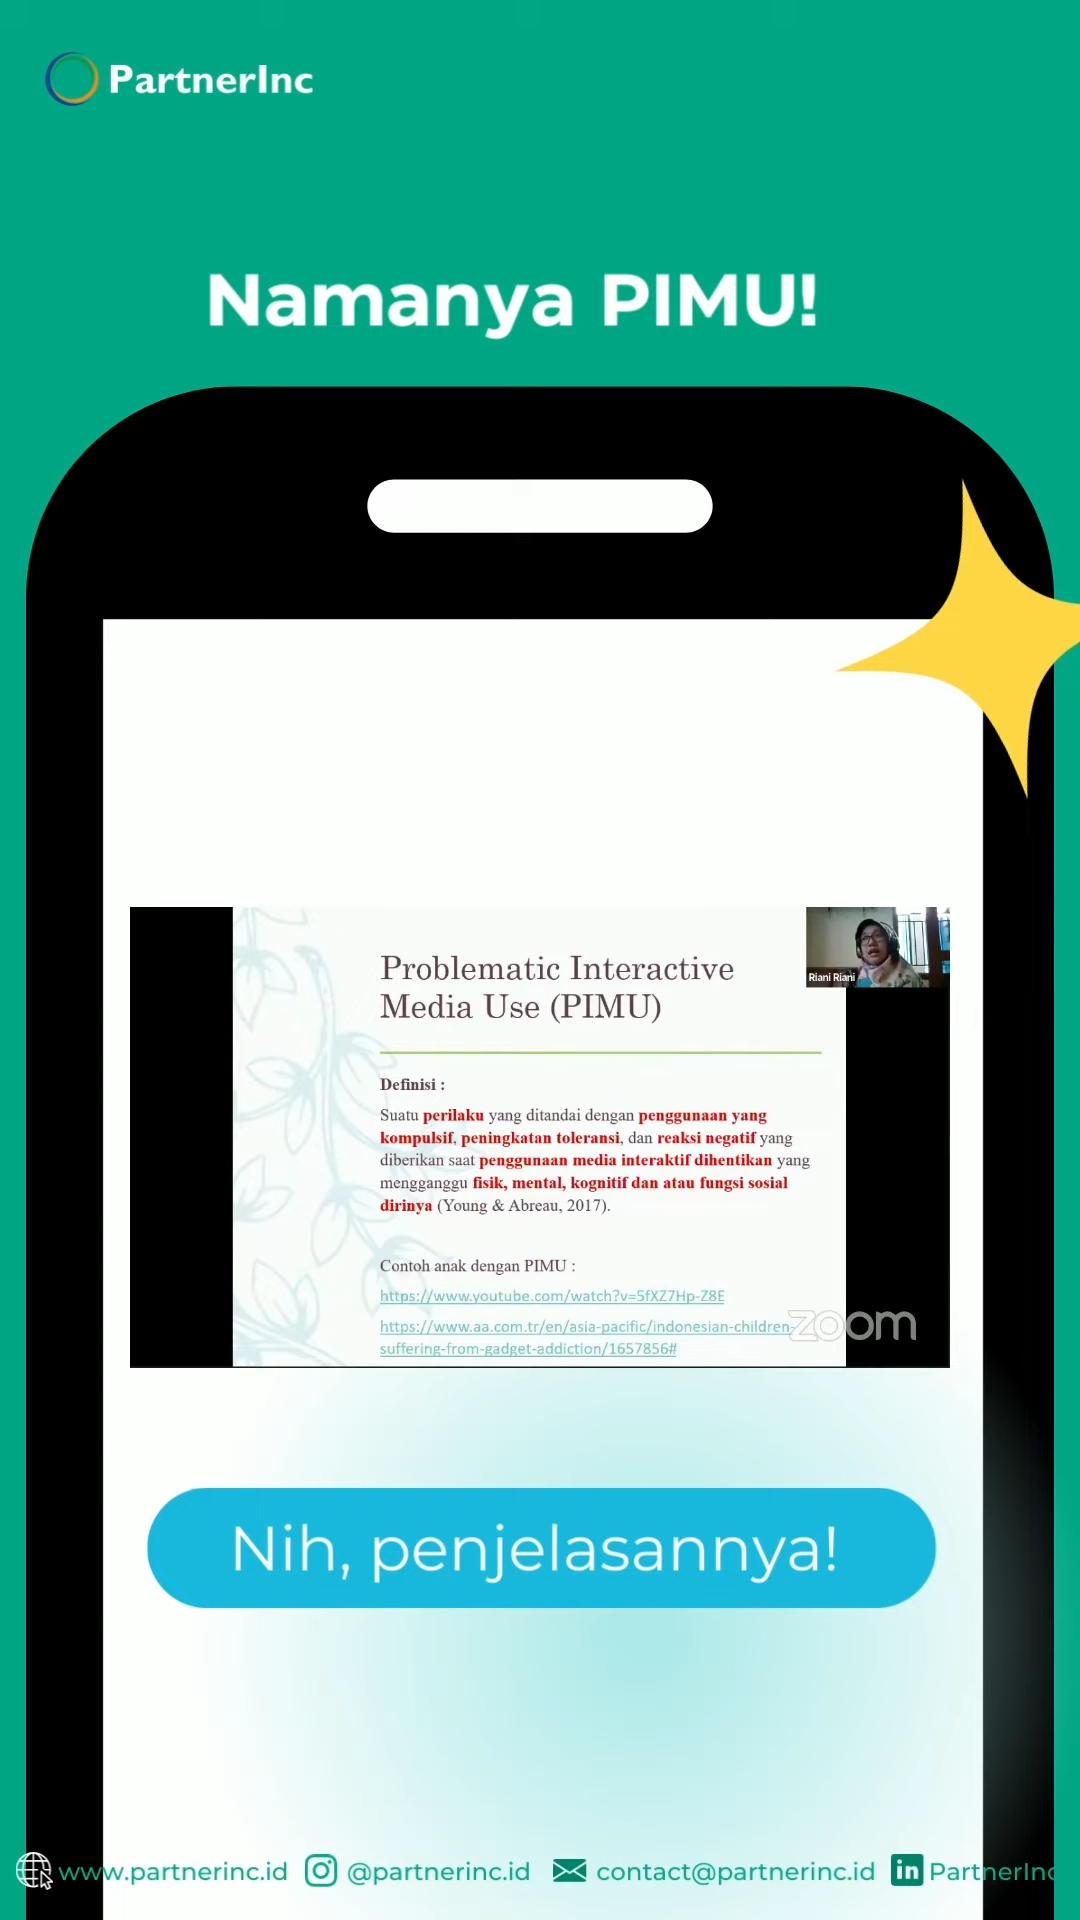 PartnerInc
Namanya PIMU!
Problematic Interactive
Media Use (PIMU)
Riani Riani
Definisi :
Suatu perilaku yang ditandai dengan penggunaan yang
kompulsif, peningkatan toleransi, dan reaksi negatif yang
diberikan saat penggunaan media interaktif dihentikan yang
mengganggu fisik, mental, kognitif dan atau fungsi sosial
dirinya (Young & Abreau, 2017).
Contoh anak dengan PIMU :
https://www.youtube.com/watch?v=5fXZ7Hp-Z8E
https://www.aa.com.tr/en/asia-pacific/indonesian-children-
suffering-from-gadget-addiction/1657856#
zoom
Nih, penjelasannya!
www.partnerinc.id @partnerinc.id contact@partnerinc.id PartnerInc